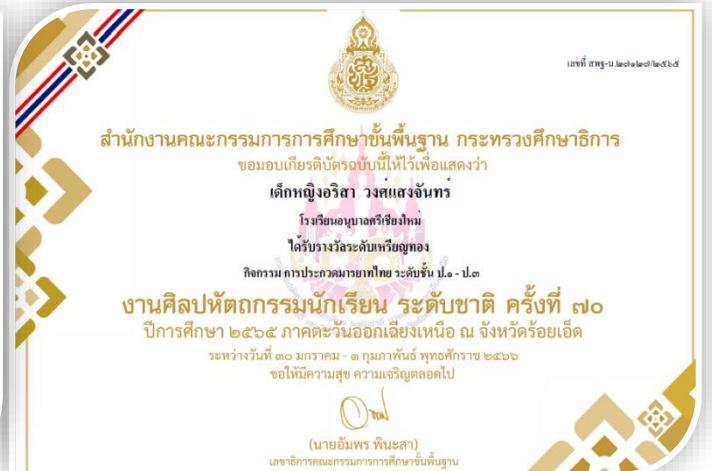 เลขที่ สพฐ-น.๒๗๑๒๗/๒๕๖๕
สำนักงานคณะกรรมการการศึกษาขั้นพื้นฐาน กระทรวงศึกษาธิการ
ขอมอบเกียรติบัตรฉบับนี้ให้ไว้เพื่อแสดงว่า
เด็กหญิงอริสา วงศ์แสงจันทร์
โรงเรียนอนุบาลศรีเชียงใหม่
ได้รับรางวัลระดับเหรียญทอง
กิจกรรม การประกวดมารยาทไทย ระดับชั้น ป.๑ - ป.๓
งานศิลปหัตถกรรมนักเรียน ระดับชาติ ครั้งที่ ๗๐
ปีการศึกษา ๒๕๖๕ ภาคตะวันออกเฉียงเหนือ ณ จังหวัดร้อยเอ็ด
ระหว่างวันที่ ๓๐ มกราคม - ๑ กุมภาพันธ์ พุทธศักราช ๒๕๖๖
ขอให้มีความสุข ความเจริญตลอดไป
(นายอัมพร พินะสา)
เลขาธิการคณะกรรมการการศึกษาขั้นพื้นฐาน